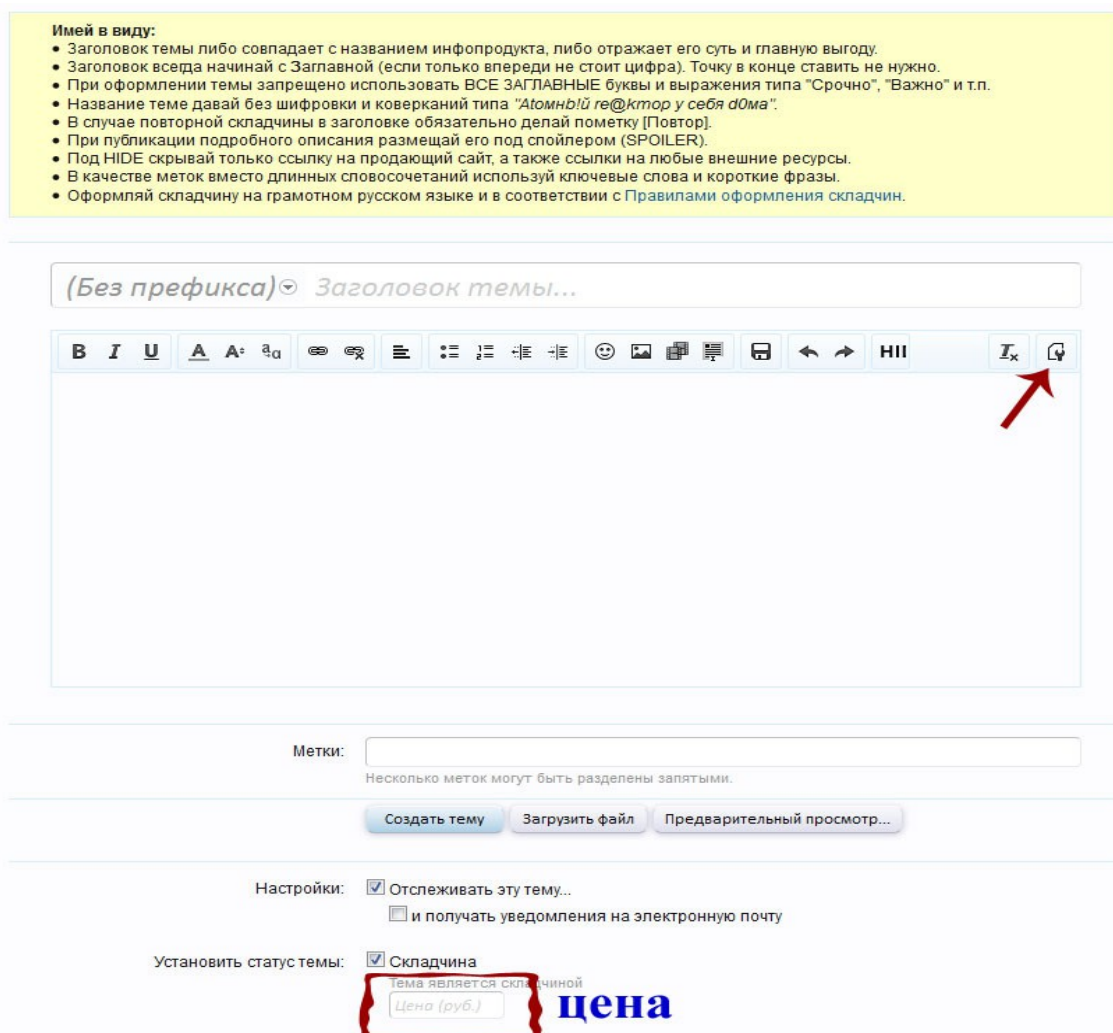 Имей в виду:
• Заголовок темы либо совпадает с названием инфопродукта, либо отражает его суть и главную выгоду.
• Заголовок всегда начинай с Заглавной (если только впереди не стоит цифра). Точку в конце ставить не нужно.
• При оформлении темы запрещено использовать ВСЕ ЗАГЛАВНЫЕ буквы и выражения типа "Срочно", "Важно" и т.п.
• Название теме давай без шифровки и коверканий типа "Atомнb!й re@kmop у себя d0ма".
• В случае повторной складчины в заголовке обязательно делай пометку [Повтор].
• При публикации подробного описания размещай его под спойлером (SPOILER).
• Под HIDE скрывай только ссылку на продающий сайт, а также ссылки на любые внешние ресурсы.
• В качестве меток вместо длинных словосочетаний используй ключевые слова и короткие фразы.
• Оформляй складчину на грамотном русском языке и в соответствии с Правилами оформления складчин.
(Без префикса) Заголовок темы...
B I U A A a a HII Tx
Метки:
Несколько меток могут быть разделены запятыми.
Создать тему Загрузить файл Предварительный просмотр...
Настройки: Отслеживать эту тему...
и получать уведомления на электронную почту
Установить статус темы: Складчина
Тема является складчиной
Цена (руб.) цена